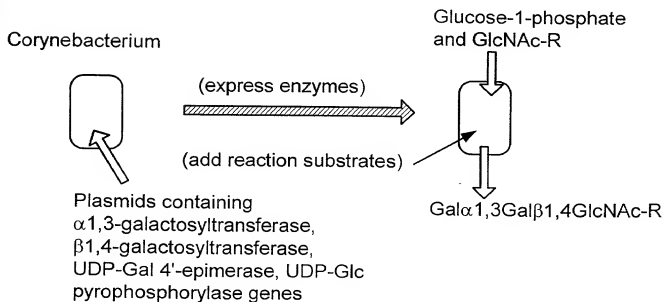 Corynebacterium
Glucose-1-phosphate
and GlcNAc-R
(express enzymes)
(add reaction substrates)
Plasmids containing
α1,3-galactosyltransferase,
β1,4-galactosyltransferase,
UDP-Gal 4'-epimerase, UDP-Glc
pyrophosphorylase genes
Galα1,3Galβ1,4GlcNAc-R